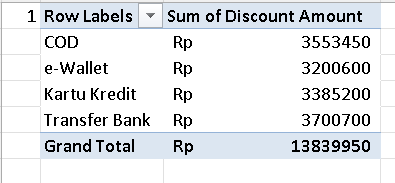 1 Row Labels Sum of Discount Amount
COD Rp 3553450
e-Wallet Rp 3200600
Kartu Kredit Rp 3385200
Transfer Bank Rp 3700700
Grand Total Rp 13839950